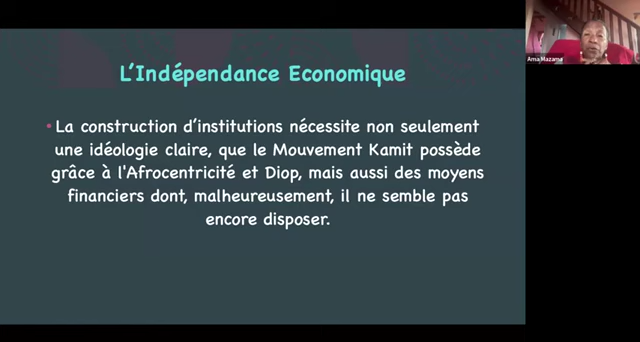 L'Indépendance Economique
• La construction d'institutions nécessite non seulement
une idéologie claire, que le Mouvement Kamit possède
grâce à l'Afrocentricité et Diop, mais aussi des moyens
financiers dont, malheureusement, il ne semble pas
encore disposer.
Ama Mazama